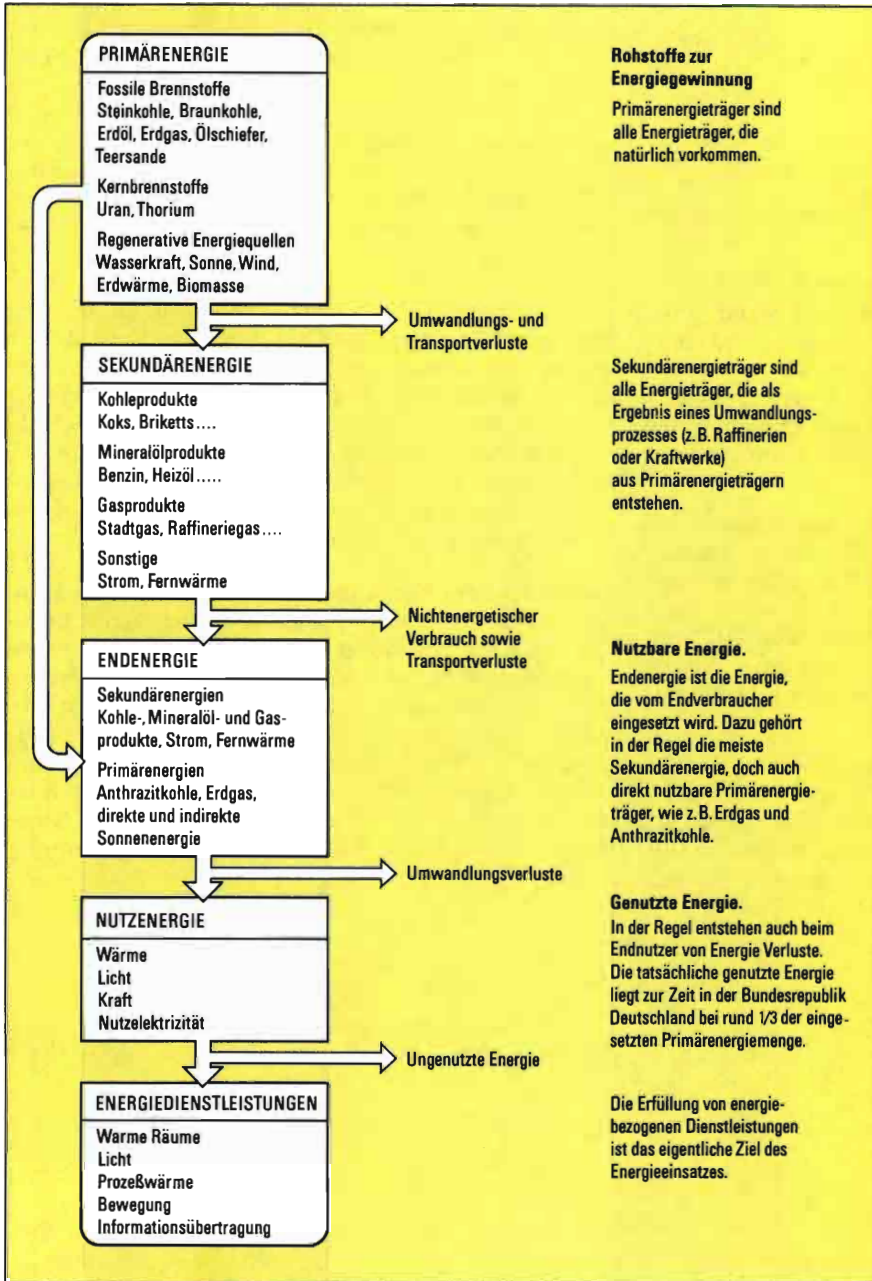 PRIMÄRENERGIE
Fossile Brennstoffe
Steinkohle, Braunkohle,
Erdöl, Erdgas, Ölschiefer,
Teersande
Kernbrennstoffe
Uran, Thorium
Regenerative Energiequellen
Wasserkraft, Sonne, Wind,
Erdwärme, Biomasse
Rohstoffe zur
Energiegewinnung
Primärenergieträger sind
alle Energieträger, die
natürlich vorkommen.
Umwandlungs- und
Transportverluste
SEKUNDÄRENERGIE
Kohleprodukte
Koks, Briketts....
Mineralölprodukte
Benzin, Heizöl.....
Gasprodukte
Stadtgas, Raffineriegas....
Sonstige
Strom, Fernwärme
Sekundärenergieträger sind
alle Energieträger, die als
Ergebnis eines Umwandlungs-
prozesses (z.B. Raffinerien
oder Kraftwerke)
aus Primärenergieträgern
entstehen.
Nichtenergetischer
Verbrauch sowie
Transportverluste
ENDENERGIE
Sekundärenergien
Kohle-, Mineralöl- und Gas-
produkte, Strom, Fernwärme
Primärenergien
Anthrazitkohle, Erdgas,
direkte und indirekte
Sonnenenergie
Nutzbare Energie.
Endenergie ist die Energie,
die vom Endverbraucher
eingesetzt wird. Dazu gehört
in der Regel die meiste
Sekundärenergie, doch auch
direkt nutzbare Primärenergie-
träger, wie z.B. Erdgas und
Anthrazitkohle.
Umwandlungsverluste
NUTZENERGIE
Wärme
Licht
Kraft
Nutzelektrizität
Genutzte Energie.
In der Regel entstehen auch beim
Endnutzer von Energie Verluste.
Die tatsächliche genutzte Energie
liegt zur Zeit in der Bundesrepublik
Deutschland bei rund 1/3 der einge-
setzten Primärenergiemenge.
Ungenutzte Energie
ENERGIEDIENSTLEISTUNGEN
Warme Räume
Licht
Prozeßwärme
Bewegung
Informationsübertragung
Die Erfüllung von energie-
bezogenen Dienstleistungen
ist das eigentliche Ziel des
Energieeinsatzes.